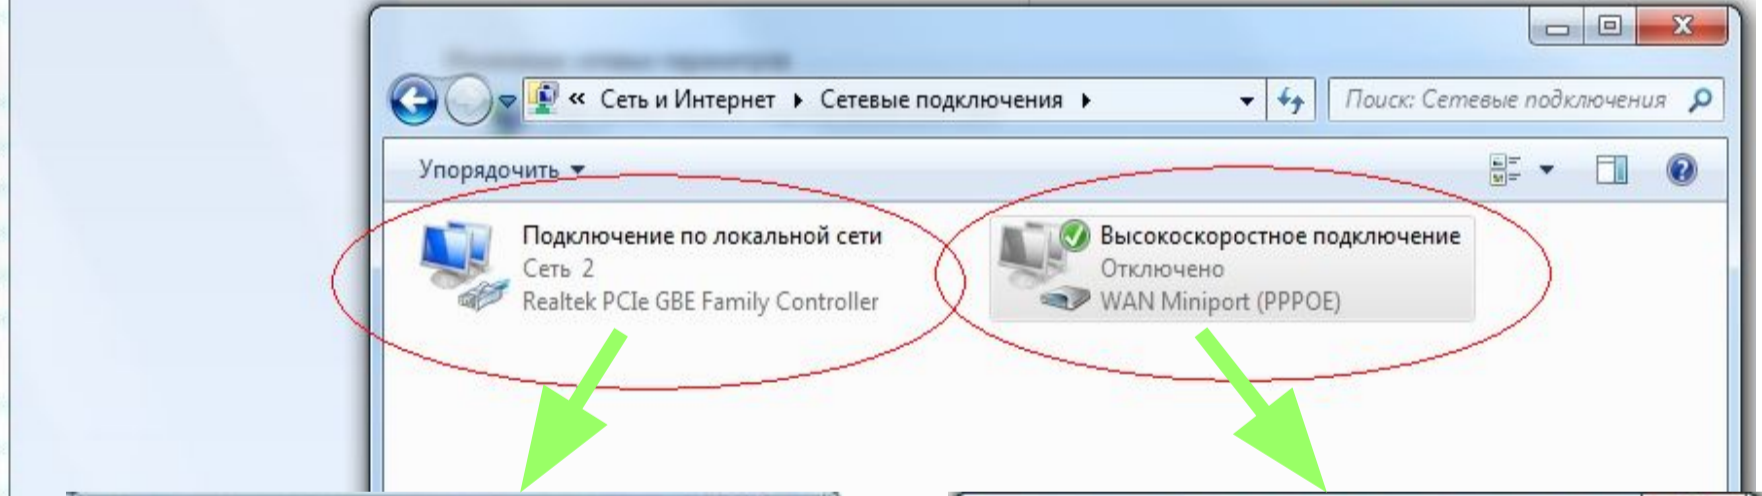 « Сеть и Интернет ▸ Сетевые подключения ▸
Поиск: Сетевые подключения
Упорядочить
Подключение по локальной сети
Сеть 2
Realtek PCIe GBE Family Controller
Высокоскоростное подключение
Отключено
WAN Miniport (PPPOE)